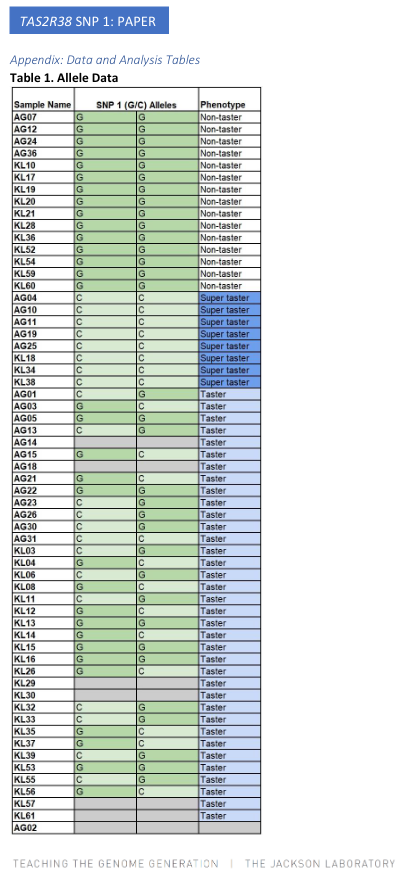 TAS2R38 SNP 1: PAPER
Appendix: Data and Analysis Tables
Table 1. Allele Data
Sample Name SNP 1 (G/C) Alleles Phenotype
AG07 G G Non-taster
AG12 G G Non-taster
AG24 G G Non-taster
AG36 G G Non-taster
KL10 G G Non-taster
KL17 G G Non-taster
KL19 G G Non-taster
KL20 G G Non-taster
KL21 G G Non-taster
KL28 G G Non-taster
KL36 G G Non-taster
KL52 G G Non-taster
KL54 G G Non-taster
KL59 G G Non-taster
KL60 G G Non-taster
AG04 C C Super taster
AG10 C C Super taster
AG11 C C Super taster
AG19 C C Super taster
AG25 C C Super taster
KL18 C C Super taster
KL34 C C Super taster
KL38 C C Super taster
AG01 C G Taster
AG03 G C Taster
AG05 G G Taster
AG13 C G Taster
AG14 Taster
AG15 G C Taster
AG18 Taster
AG21 G C Taster
AG22 G G Taster
AG23 C G Taster
AG26 C G Taster
AG30 C G Taster
AG31 C C Taster
KL03 C G Taster
KL04 G C Taster
KL06 C G Taster
KL08 G C Taster
KL11 C G Taster
KL12 G C Taster
KL13 G G Taster
KL14 G C Taster
KL15 G G Taster
KL16 G G Taster
KL26 G C Taster
KL29 Taster
KL30 Taster
KL32 C G Taster
KL33 C G Taster
KL35 G C Taster
KL37 G C Taster
KL39 C G Taster
KL53 G G Taster
KL55 C G Taster
KL56 G C Taster
KL57 Taster
KL61 Taster
AG02
TEACHING THE GENOME GENERATION | THE JACKSON LABORATORY